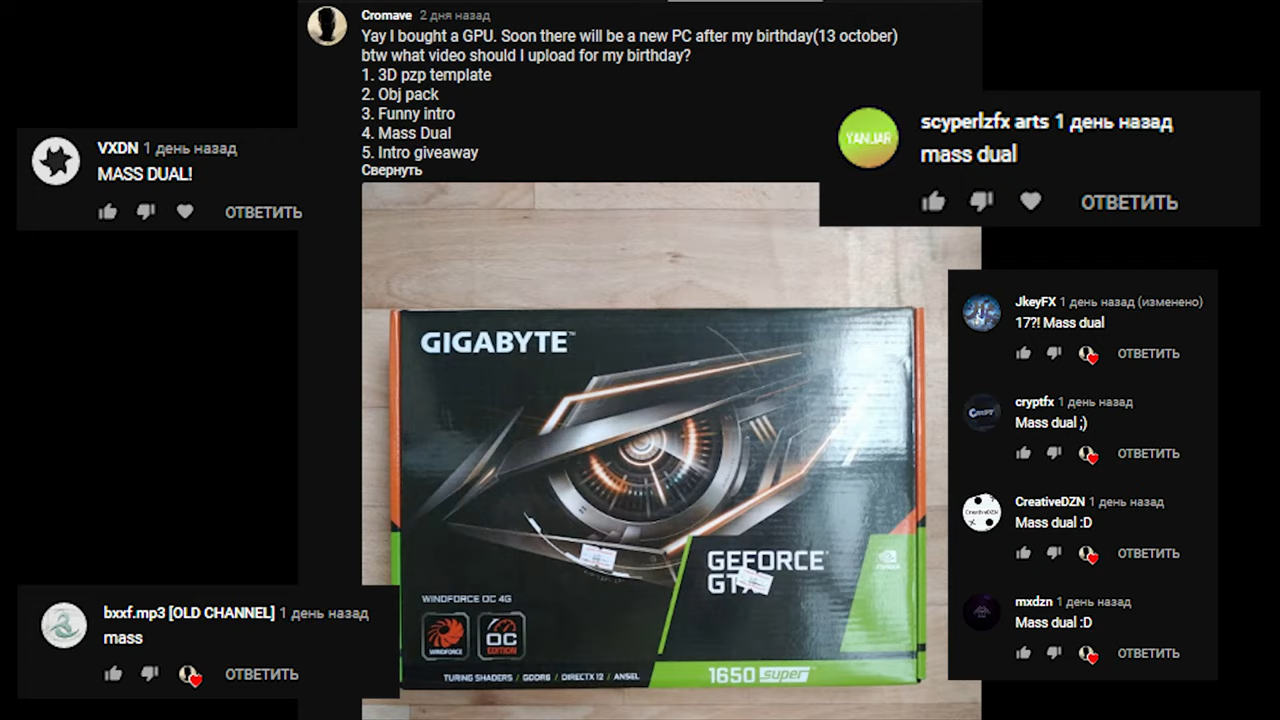 Cromave 2 дня назад
Yay I bought a GPU. Soon there will be a new PC after my birthday(13 october)
btw what video should I upload for my birthday?
1. 3D pzp template
2. Obj pack
3. Funny intro
4. Mass Dual
5. Intro giveaway
Свернуть
VXDN 1 день назад
MASS DUAL!
ОТВЕТИТЬ
YANUAR
scyperlzfx arts 1 день назад
mass dual
ОТВЕТИТЬ
GIGABYTE™
GEFORCE®
WINDFORCE OC 4G
WINDFORCE
OC
EDITION
TURING SHADERS / GDDR6 / DIRECTX 12 / ANSEL
1650 super
JkeyFX 1 день назад (изменено)
17?! Mass dual
ОТВЕТИТЬ
cryptfx 1 день назад
Mass dual ;)
ОТВЕТИТЬ
CreativeDZN
CreativeDZN 1 день назад
Mass dual :D
ОТВЕТИТЬ
mxdzn 1 день назад
Mass dual :D
ОТВЕТИТЬ
bxxf.mp3 [OLD CHANNEL] 1 день назад
mass
ОТВЕТИТЬ